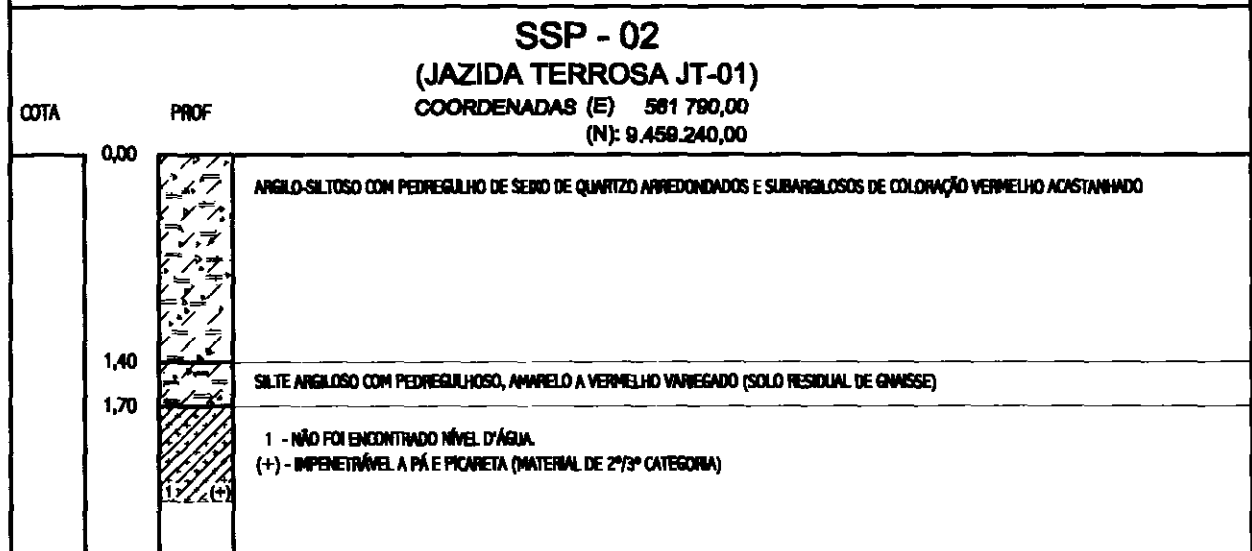 SSP - 02
(JAZIDA TERROSA JT-01)
COTA PROF COORDENADAS (E) 561 790,00
(N): 9.459.240,00
0,00
ARGILO-SILTOSO COM PEDREGULHO DE SEIXO DE QUARTZO ARREDONDADOS E SUBARGILOSOS DE COLORAÇÃO VERMELHO ACASTANHADO
1,40
SILTE ARGILOSO COM PEDREGULHOSO, AMARELO A VERMELHO VARIEGADO (SOLO RESIDUAL DE GNAISSE)
1,70
1 - NÃO FOI ENCONTRADO NÍVEL D'ÁGUA.
(+) - IMPENETRÁVEL A PÁ E PICARETA (MATERIAL DE 2ª/3ª CATEGORIA)
1 (+)